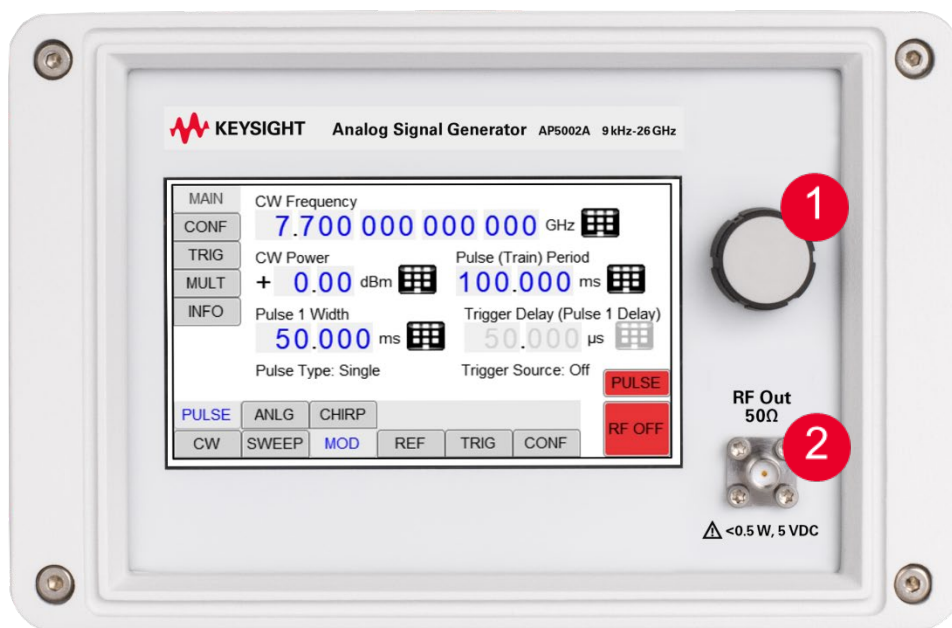 KEYSIGHT Analog Signal Generator AP5002A 9 kHz-26 GHz
MAIN
CONF
TRIG
MULT
INFO
CW Frequency
7.700 000 000 000 GHz
CW Power
+ 0.00 dBm
Pulse (Train) Period
100.000 ms
Pulse 1 Width
50.000 ms
Trigger Delay (Pulse 1 Delay)
50.000 µs
Pulse Type: Single
Trigger Source: Off
PULSE
RF OFF
PULSE ANLG CHIRP
CW SWEEP MOD REF TRIG CONF
1
RF Out
50Ω
2
<0.5 W, 5 VDC